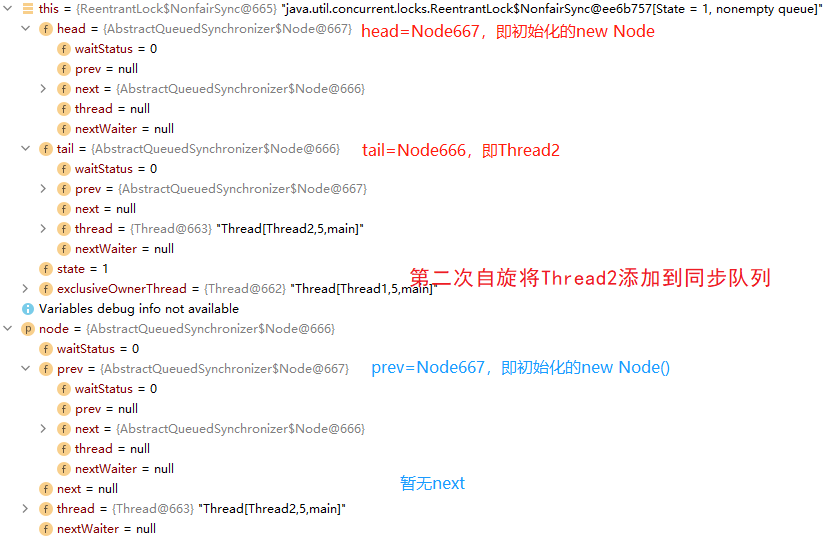 this = {ReentrantLock$NonfairSync@665} "java.util.concurrent.locks.ReentrantLock$NonfairSync@ee6b757[State = 1, nonempty queue]"
head = {AbstractQueuedSynchronizer$Node@667} head=Node667，即初始化的new Node
waitStatus = 0
prev = null
next = {AbstractQueuedSynchronizer$Node@666}
thread = null
nextWaiter = null
tail = {AbstractQueuedSynchronizer$Node@666} tail=Node666，即Thread2
waitStatus = 0
prev = {AbstractQueuedSynchronizer$Node@667}
next = null
thread = {Thread@663} "Thread[Thread2,5,main]"
nextWaiter = null
state = 1
第二次自旋将Thread2添加到同步队列
exclusiveOwnerThread = {Thread@662} "Thread[Thread1,5,main]"
Variables debug info not available
node = {AbstractQueuedSynchronizer$Node@666}
waitStatus = 0
prev = {AbstractQueuedSynchronizer$Node@667} prev=Node667，即初始化的new Node()
waitStatus = 0
prev = null
next = {AbstractQueuedSynchronizer$Node@666}
thread = null
nextWaiter = null
next = null 暂无next
thread = {Thread@663} "Thread[Thread2,5,main]"
nextWaiter = null